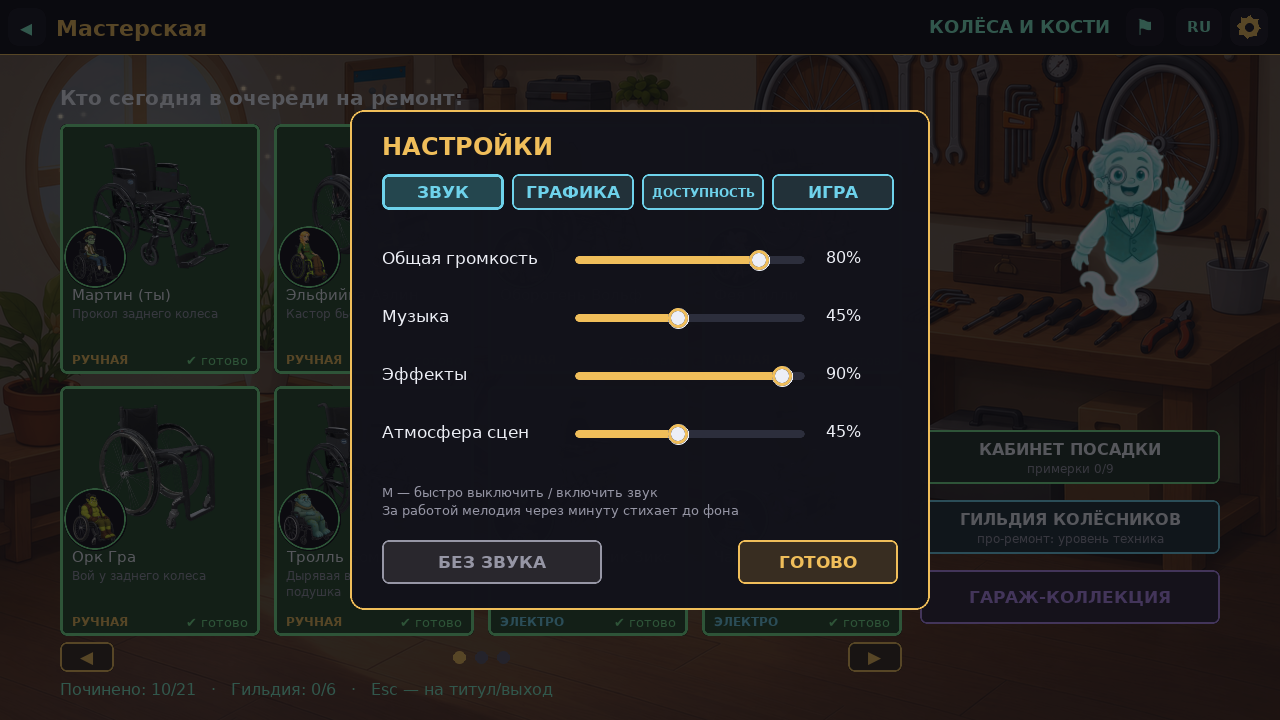 ◀ Мастерская
КОЛЁСА И КОСТИ
RU
Кто сегодня в очереди на ремонт:
НАСТРОЙКИ
ЗВУК
ГРАФИКА
ДОСТУПНОСТЬ
ИГРА
Общая громкость
80%
Музыка
45%
Эффекты
90%
Атмосфера сцен
45%
M — быстро выключить / включить звук
За работой мелодия через минуту стихает до фона
БЕЗ ЗВУКА
ГОТОВО
Мартин (ты)
Прокол заднего колеса
РУЧНАЯ
✔ готово
РУЧНАЯ
Орк Гра
Вой у заднего колеса
РУЧНАЯ
✔ готово
Тролль
Дырявая
подушка
РУЧНАЯ
✔ готово
ЭЛЕКТРО
✔ готово
ЭЛЕКТРО
✔ готово
КАБИНЕТ ПОСАДКИ
примерки 0/9
ГИЛЬДИЯ КОЛЁСНИКОВ
про-ремонт: уровень техника
ГАРАЖ-КОЛЛЕКЦИЯ
◀
▶
Починено: 10/21 · Гильдия: 0/6 · Esc — на титул/выход